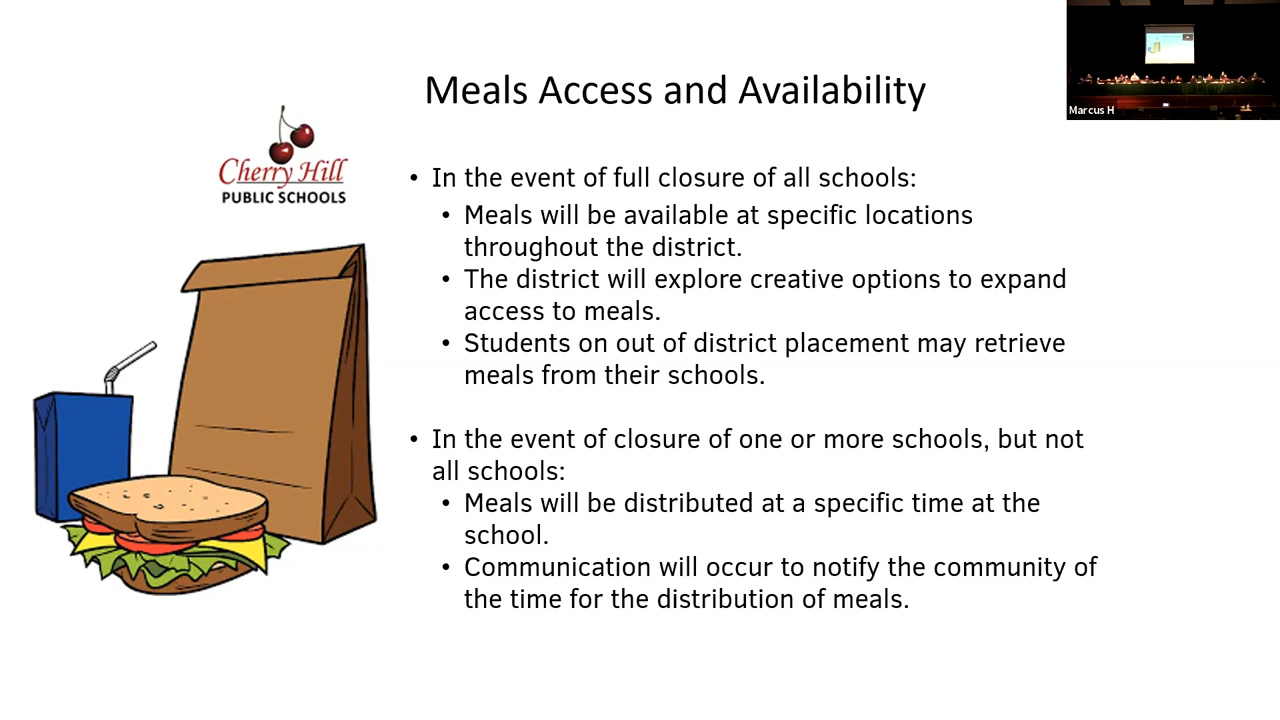 Marcus H
Meals Access and Availability
Cherry Hill
PUBLIC SCHOOLS
• In the event of full closure of all schools:
• Meals will be available at specific locations
throughout the district.
• The district will explore creative options to expand
access to meals.
• Students on out of district placement may retrieve
meals from their schools.
• In the event of closure of one or more schools, but not
all schools:
• Meals will be distributed at a specific time at the
school.
• Communication will occur to notify the community of
the time for the distribution of meals.